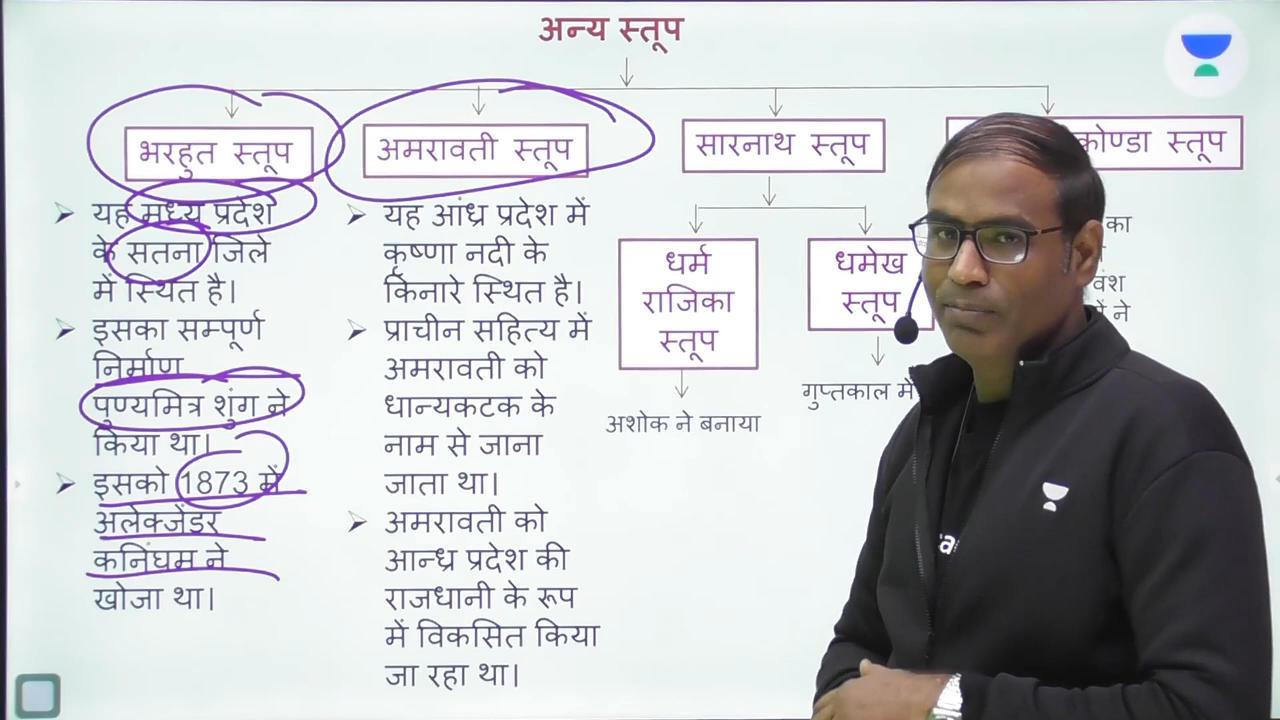 अन्य स्तूप
भरहुत स्तूप
यह मध्य प्रदेश
के सतना जिले
में स्थित है।
इसका सम्पूर्ण
निर्माण
पुण्यमित्र शुंग ने
किया था।
इसको 1873 में
अलेक्जेंडर
कनिंघम ने
खोजा था।
अमरावती स्तूप
यह आंध्र प्रदेश में
कृष्णा नदी के
किनारे स्थित है।
प्राचीन सहित्य में
अमरावती को
धान्यकटक के
नाम से जाना
जाता था।
अमरावती को
आन्ध्र प्रदेश की
राजधानी के रूप
में विकसित किया
जा रहा था।
सारनाथ स्तूप
धर्म
राजिका
स्तूप
अशोक ने बनाया
धमेख
स्तूप
गुप्तकाल में
कोण्डा स्तूप
का
वंश
ने